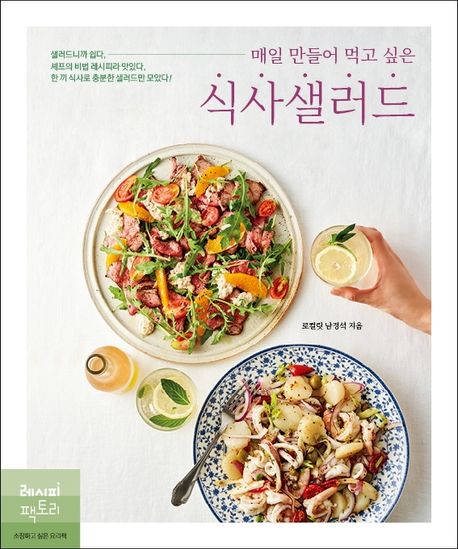 샐러드니까 쉽다,
셰프의 비법 레시피라 맛있다,
한 끼 식사로 충분한 샐러드만 모았다!
매일 만들어 먹고 싶은
식사샐러드
로컬릿 남정석 지음
레시피
팩토리
소장하고 싶은 요리책